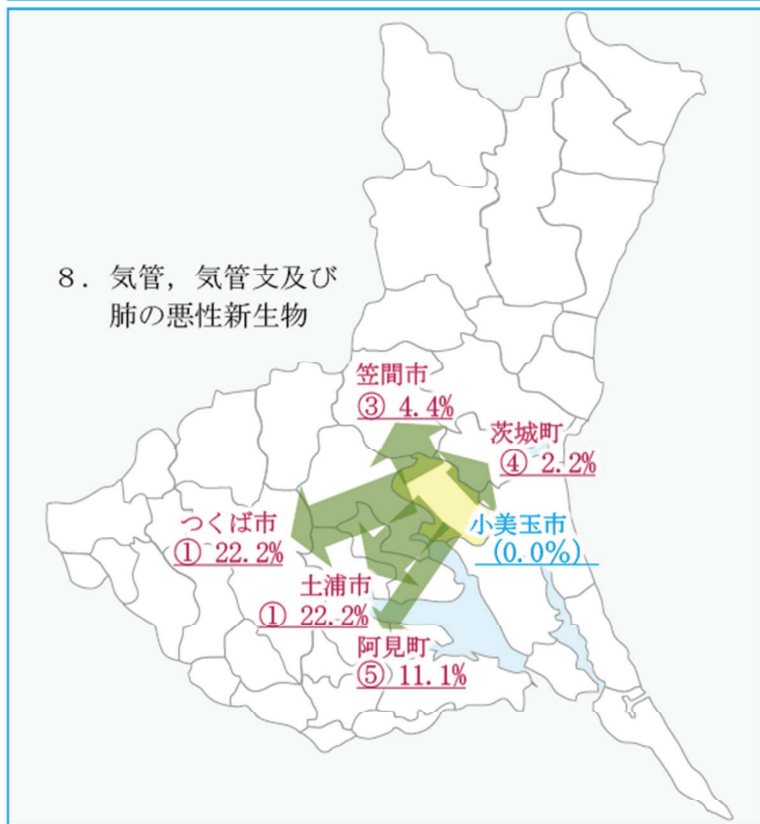 ８．気管，気管支及び
肺の悪性新生物
笠間市
③ 4.4%
茨城町
④ 2.2%
つくば市
① 22.2%
小美玉市
(0.0%)
土浦市
① 22.2%
阿見町
⑤ 11.1%